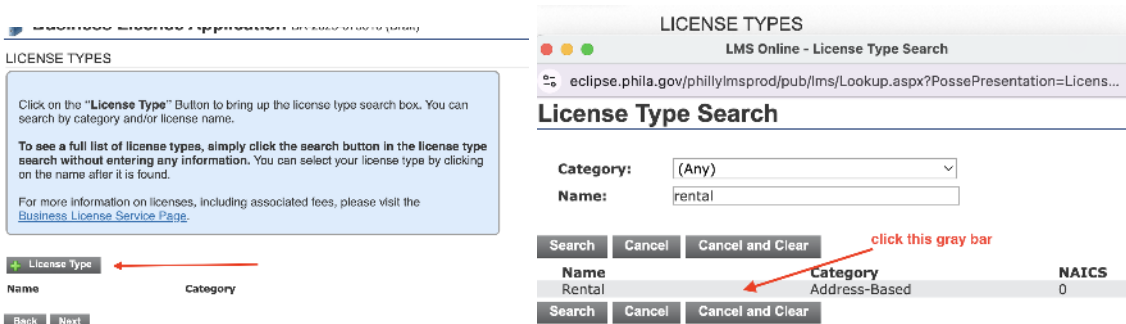 Business License Application
LICENSE TYPES
Click on the "License Type" Button to bring up the license type search box. You can
search by category and/or license name.
To see a full list of license types, simply click the search button in the license type
search without entering any information. You can select your license type by clicking
on the name after it is found.
For more information on licenses, including associated fees, please visit the
Business License Service Page.
License Type
Name Category
Back Next
LICENSE TYPES
LMS Online - License Type Search
eclipse.phila.gov/phillylmsprod/pub/lms/Lookup.aspx?PossePresentation=Licens...
License Type Search
Category: (Any)
Name: rental
click this gray bar
Search Cancel Cancel and Clear
Name Category NAICS
Rental Address-Based 0
Search Cancel Cancel and Clear